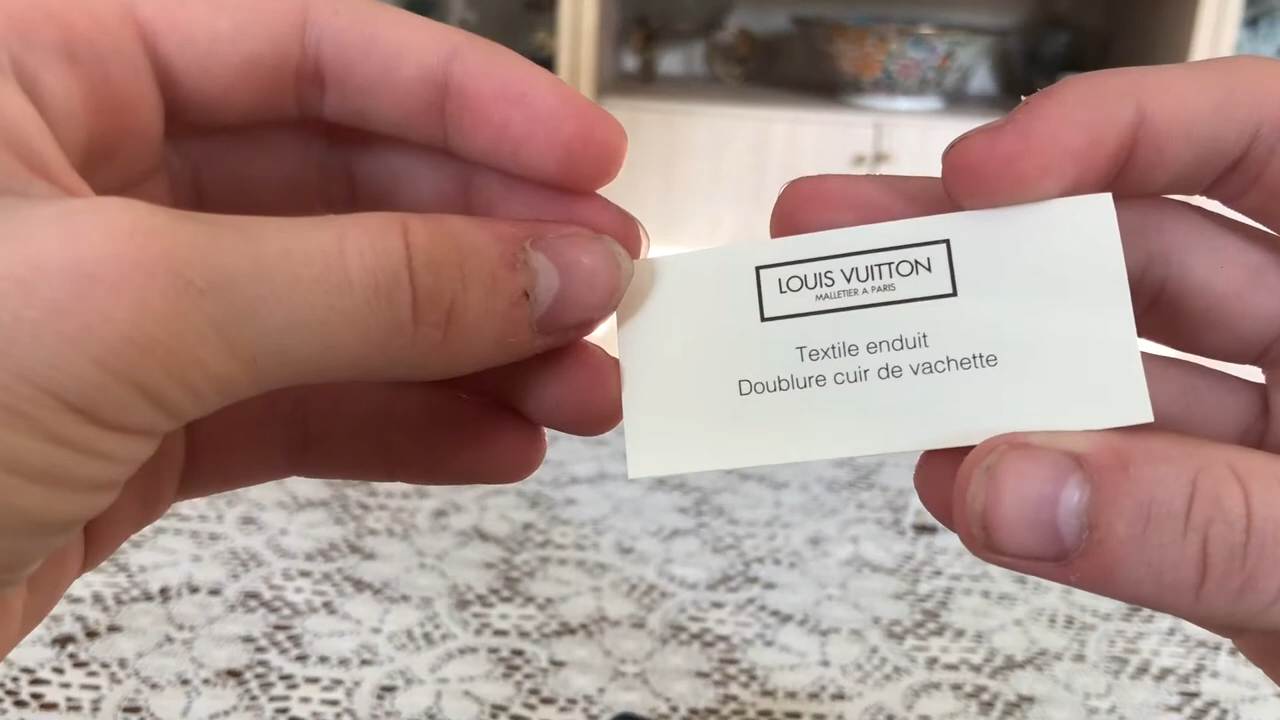 LOUIS VUITTON
MALLETIER A PARIS
Textile enduit
Doublure cuir de vachette